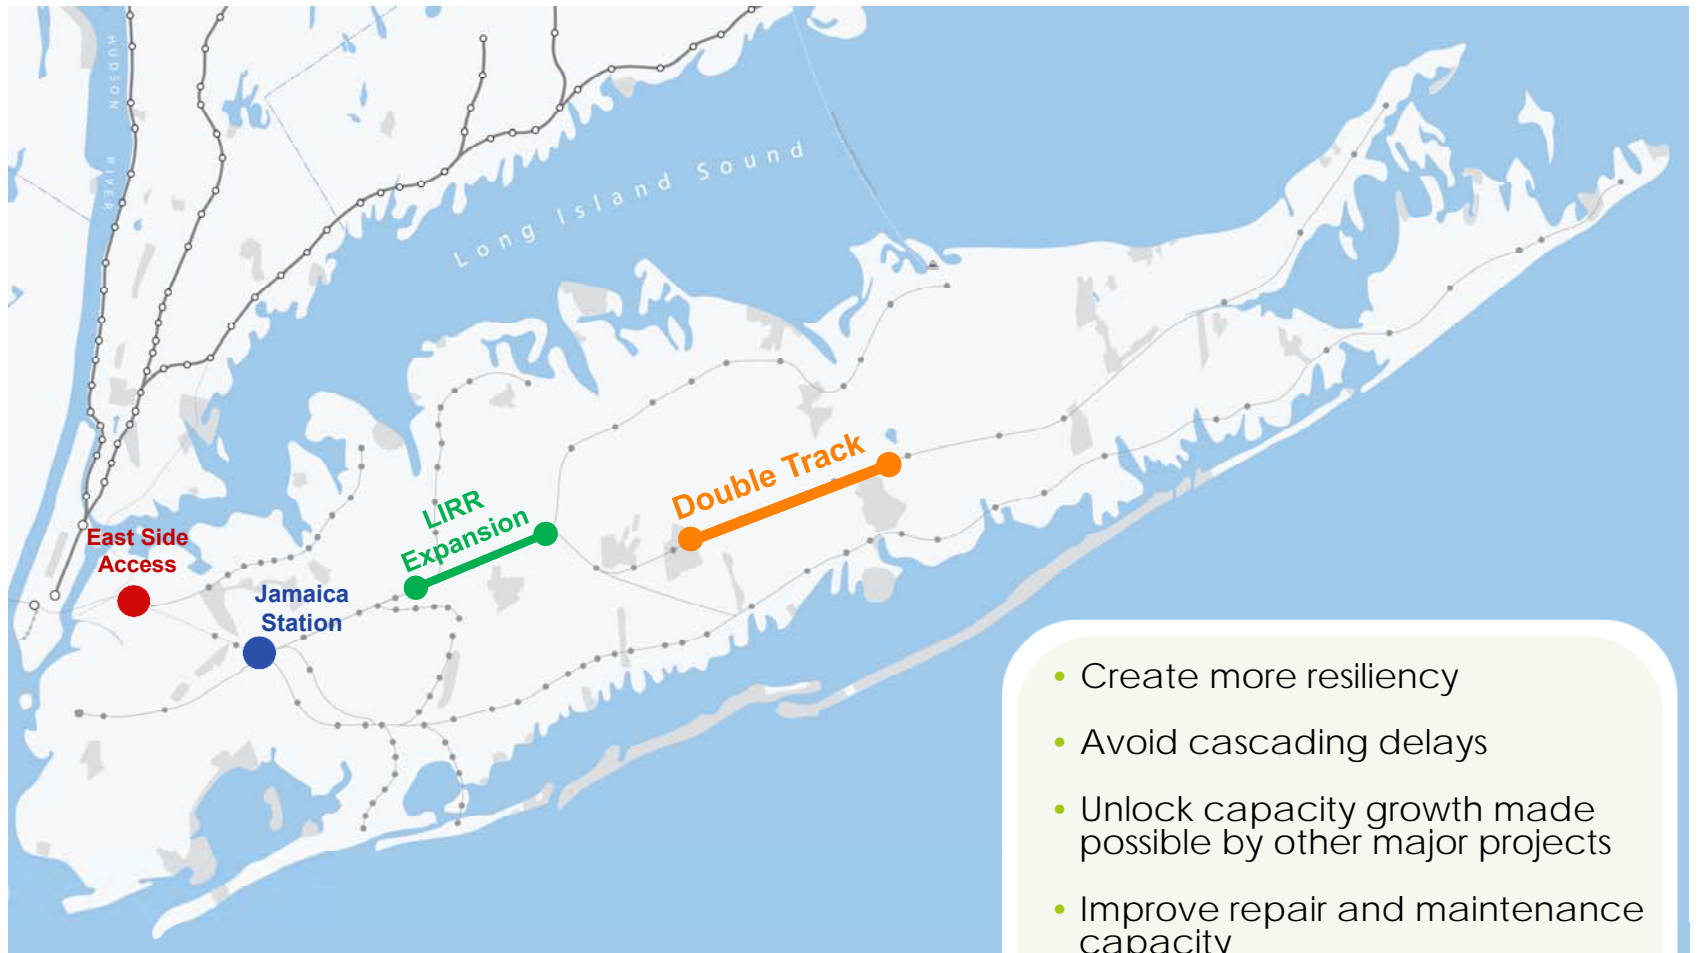 HUDSON RIVER
Long Island Sound
Double Track
LIRR
Expansion
East Side
Access
Jamaica
Station
• Create more resiliency
• Avoid cascading delays
• Unlock capacity growth made
possible by other major projects
• Improve repair and maintenance
capacity